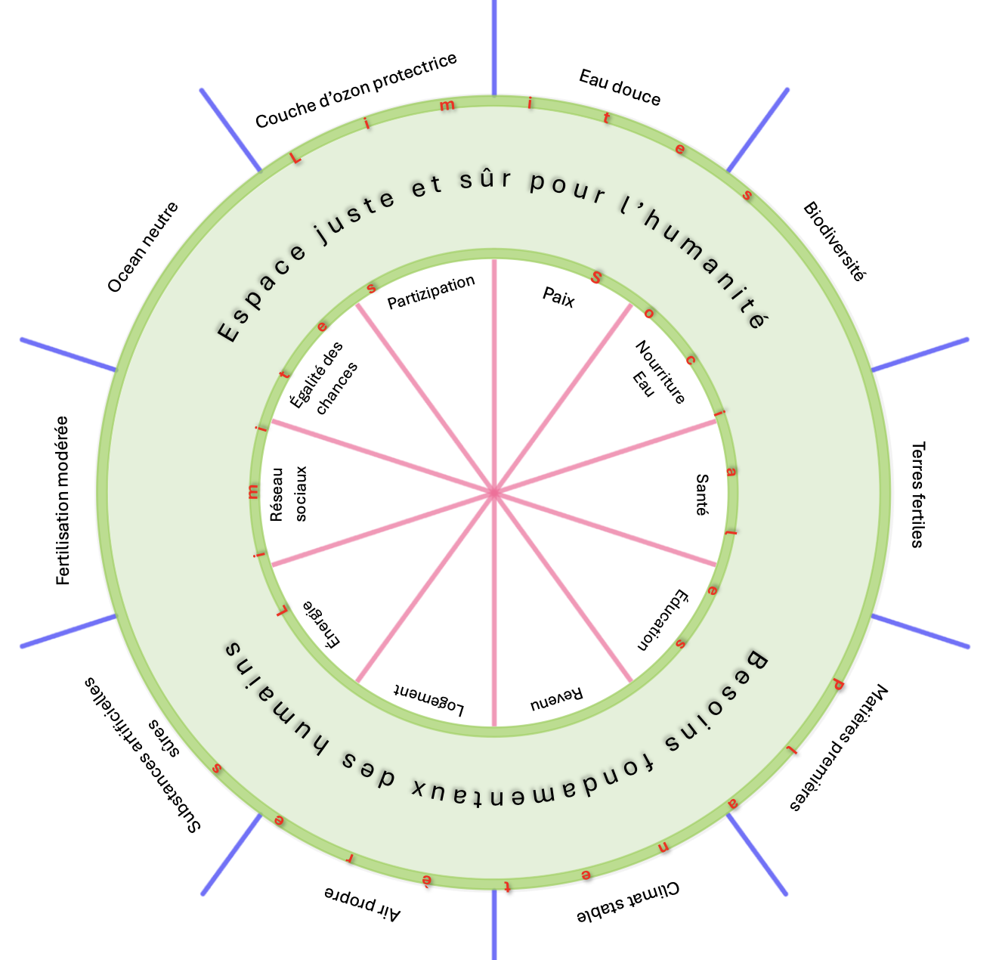 Couche d’ozon protectrice
Eau douce
Biodiversité
Terres fertiles
Matières premières
Climat stable
Air propre
Substances artificielles
sûres
Fertilisation modérée
Ocean neutre
Limites
Planetéres
Espace juste et sûr pour l’humanité
Besoins fondamentaux des humains
Limites
Sociales
Partizipation
Paix
Nourriture
Eau
Santé
Éducation
Revenu
Logement
Énergie
Réseau
sociaux
Égalité des
chances